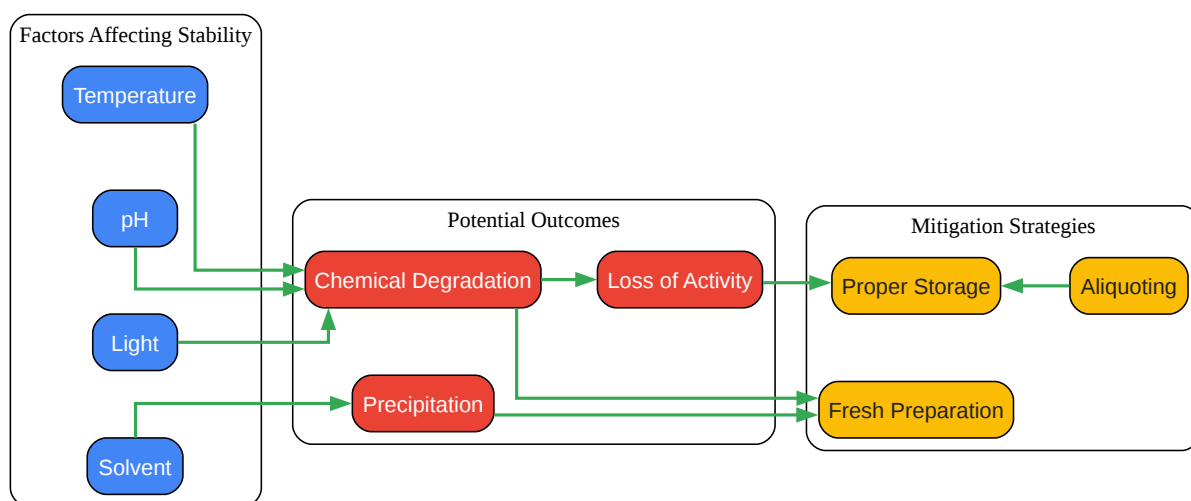 Factors Affecting Stability
Temperature
pH
Light
Solvent
Potential Outcomes
Chemical Degradation
Loss of Activity
Precipitation
Mitigation Strategies
Proper Storage
Aliquoting
Fresh Preparation